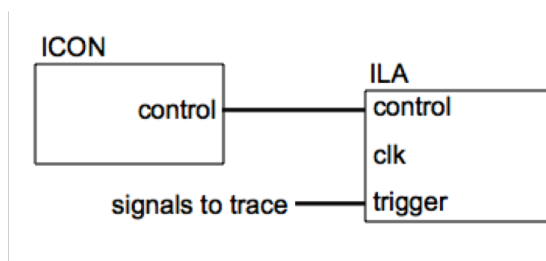 ICON
ILA
control
control
clk
signals to trace
trigger